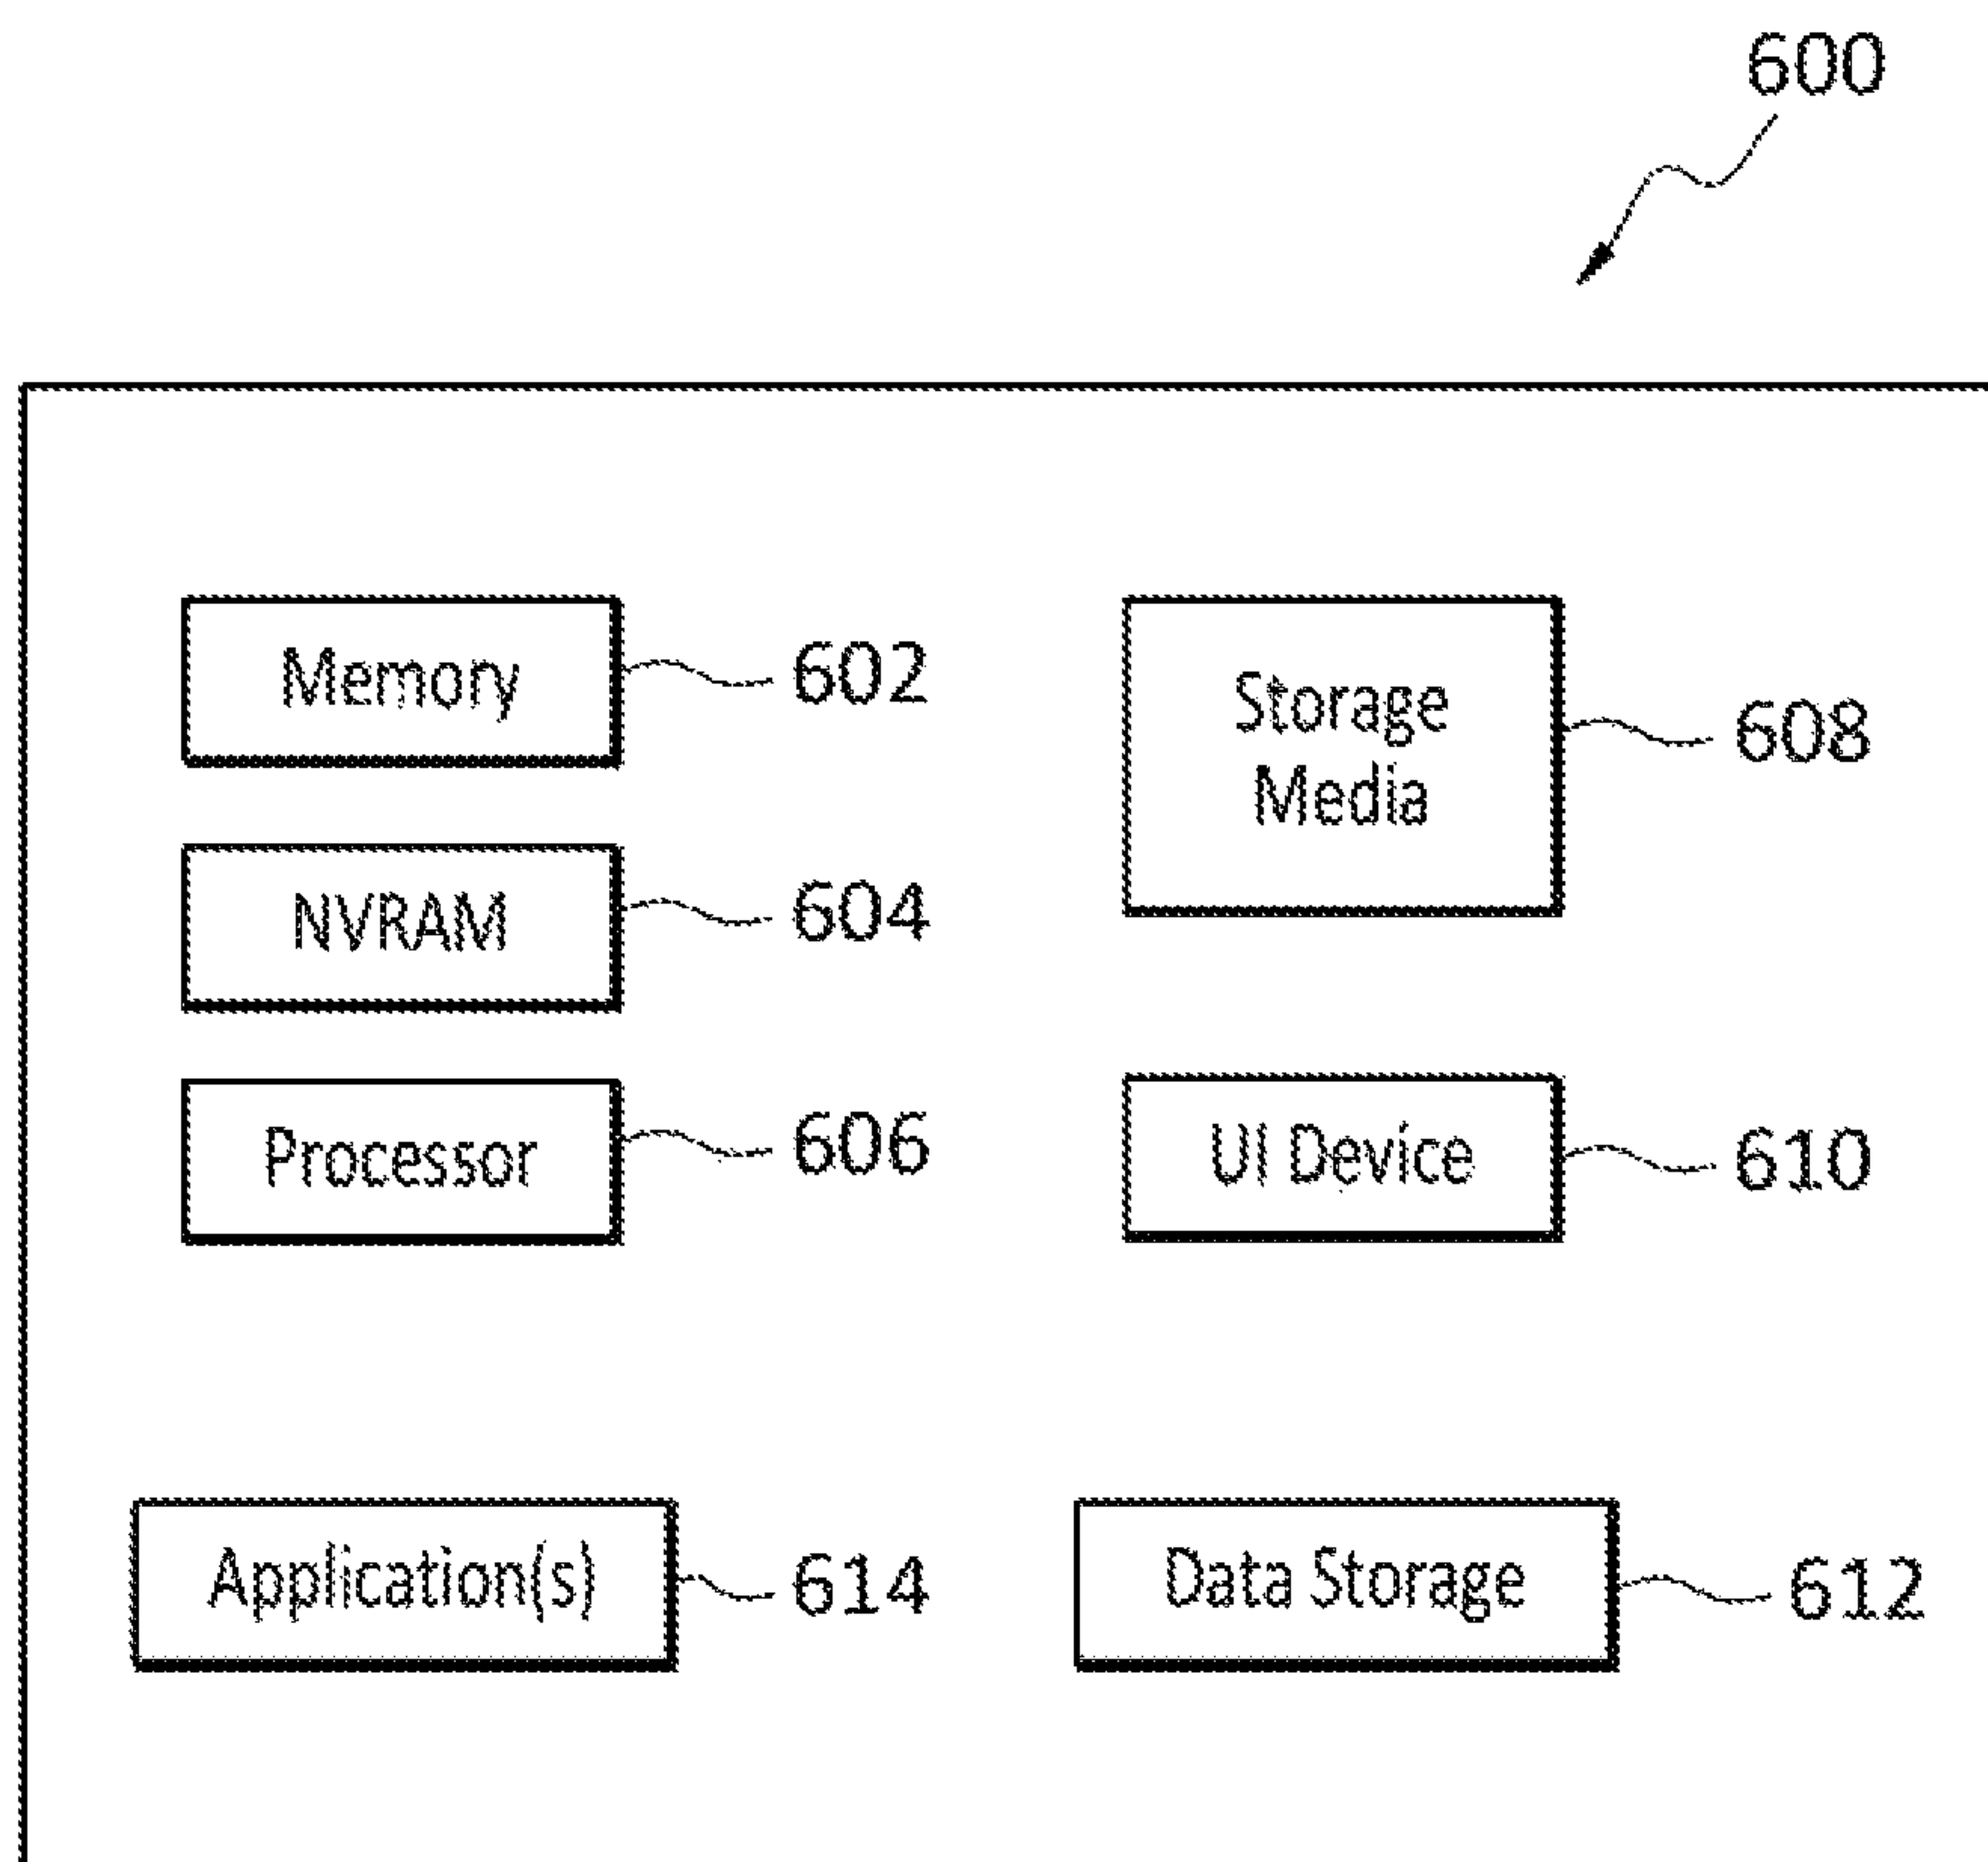 600
Memory
602
NVRAM
604
Processor
606
Storage
Media
608
UI Device
610
Application(s)
614
Data Storage
612